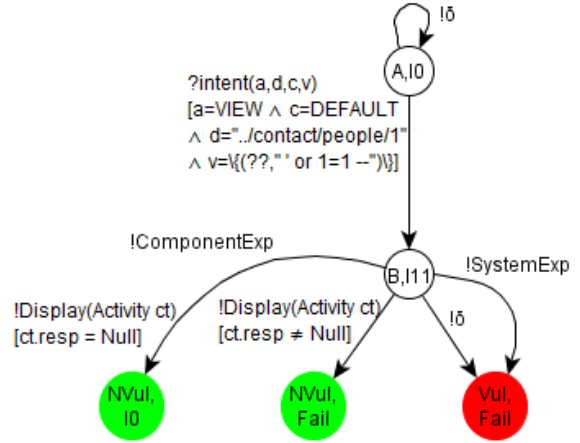 !δ
A,I0
?intent(a,d,c,v)
[a=VIEW ∧ c=DEFAULT
∧ d="../contact/people/1"
∧ v=\{(??," ' or 1=1 --")\}]
!ComponentExp
B,I11
!SystemExp
!Display(Activity ct)
[ct.resp = Null]
!Display(Activity ct)
[ct.resp ≠ Null]
!δ
NVul,
I0
NVul,
Fail
Vul,
Fail